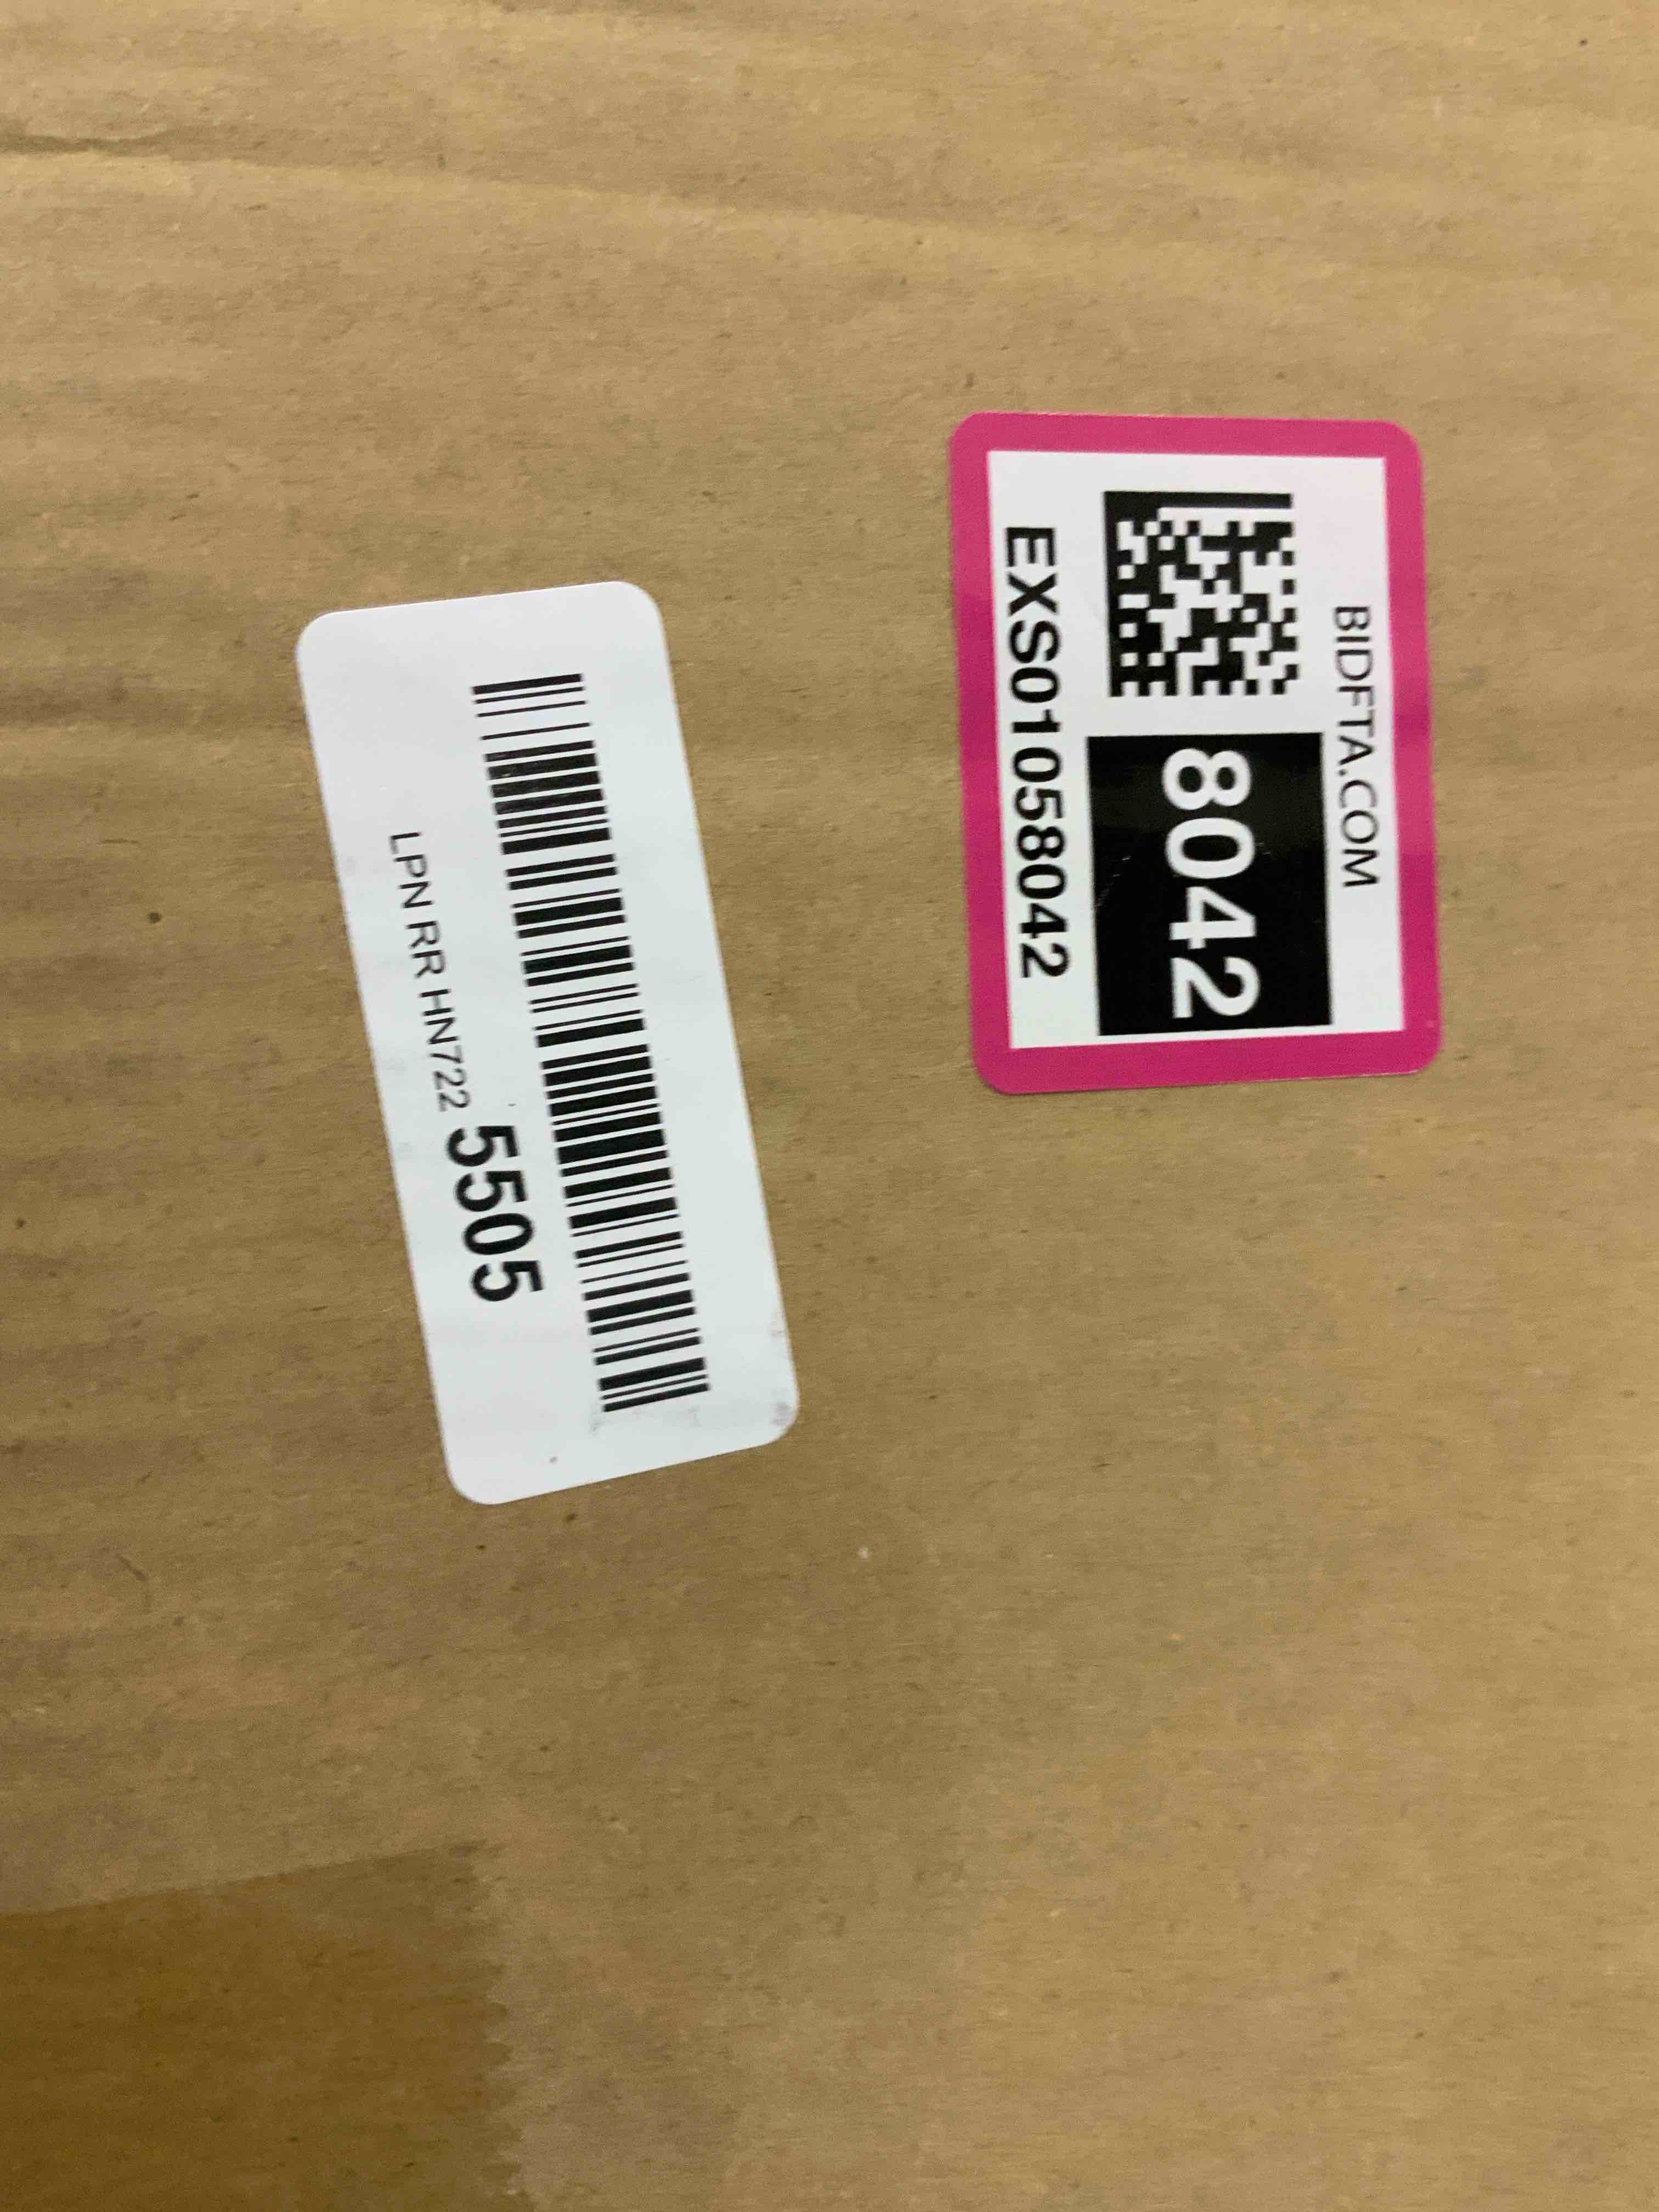 BIDFTA.COM
8042
EXS01058042
LPN RR HN722 5505